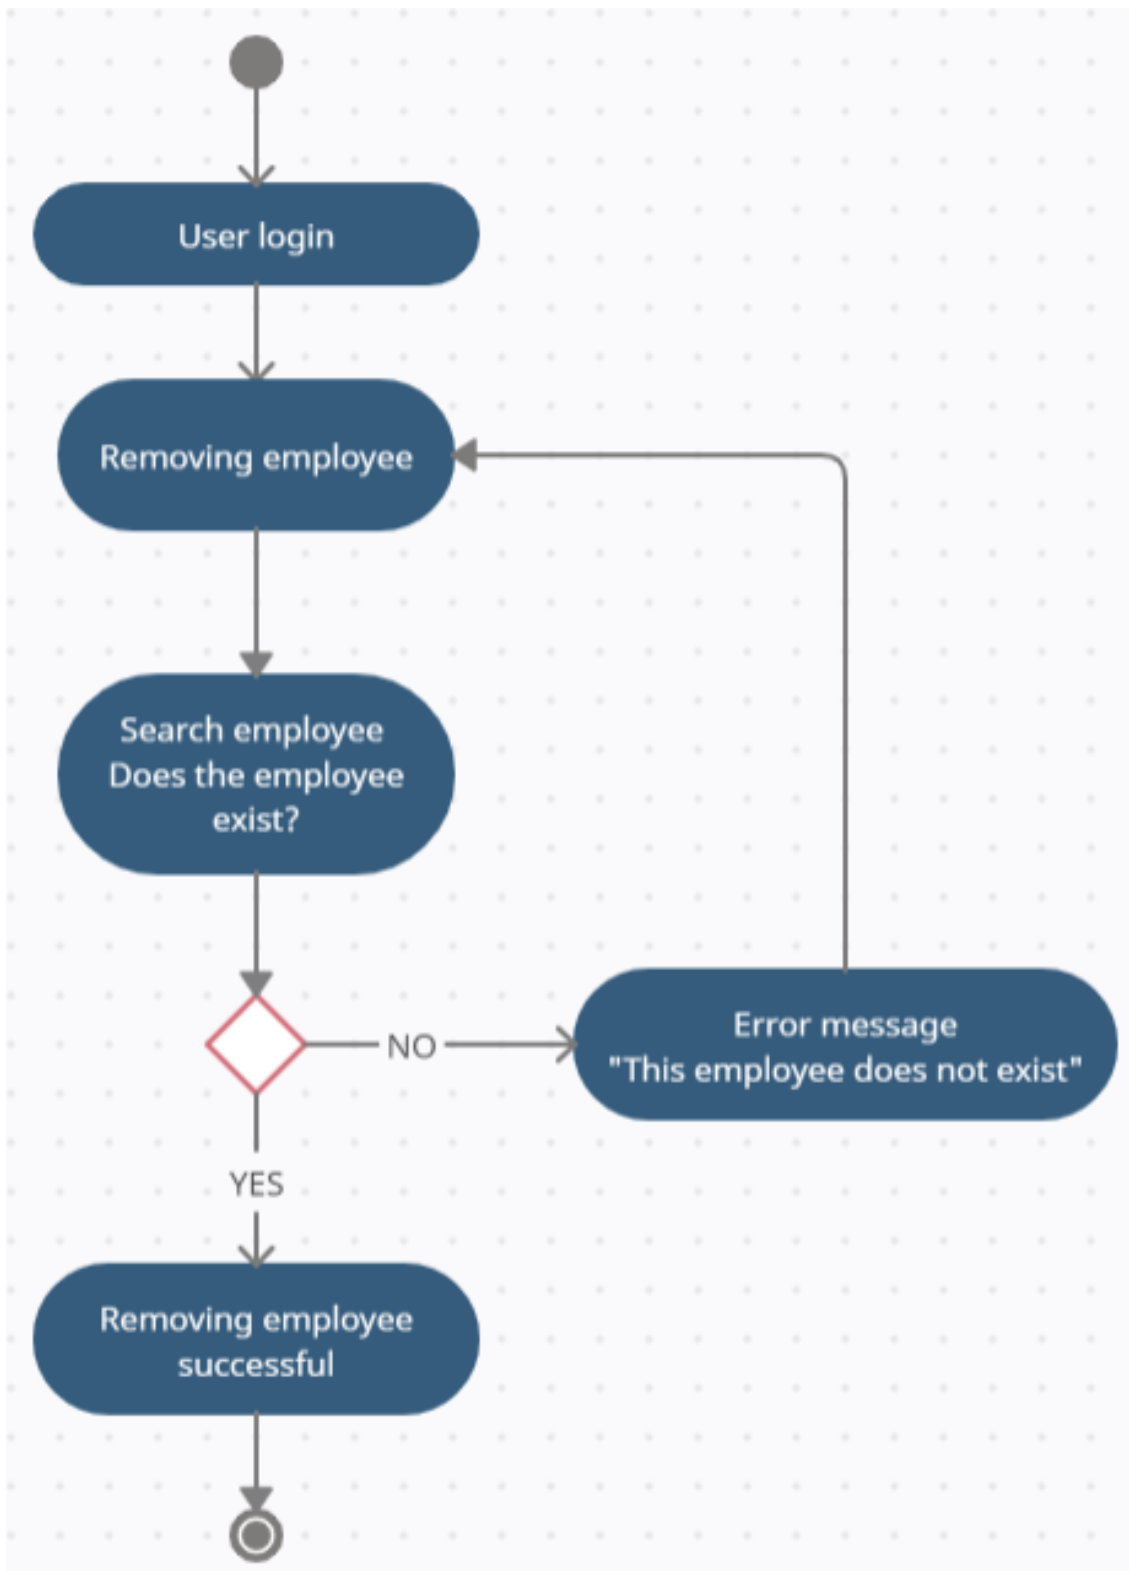 User login
Removing employee
Search employee
Does the employee
exist?
NO
Error message
"This employee does not exist"
YES
Removing employee
successful